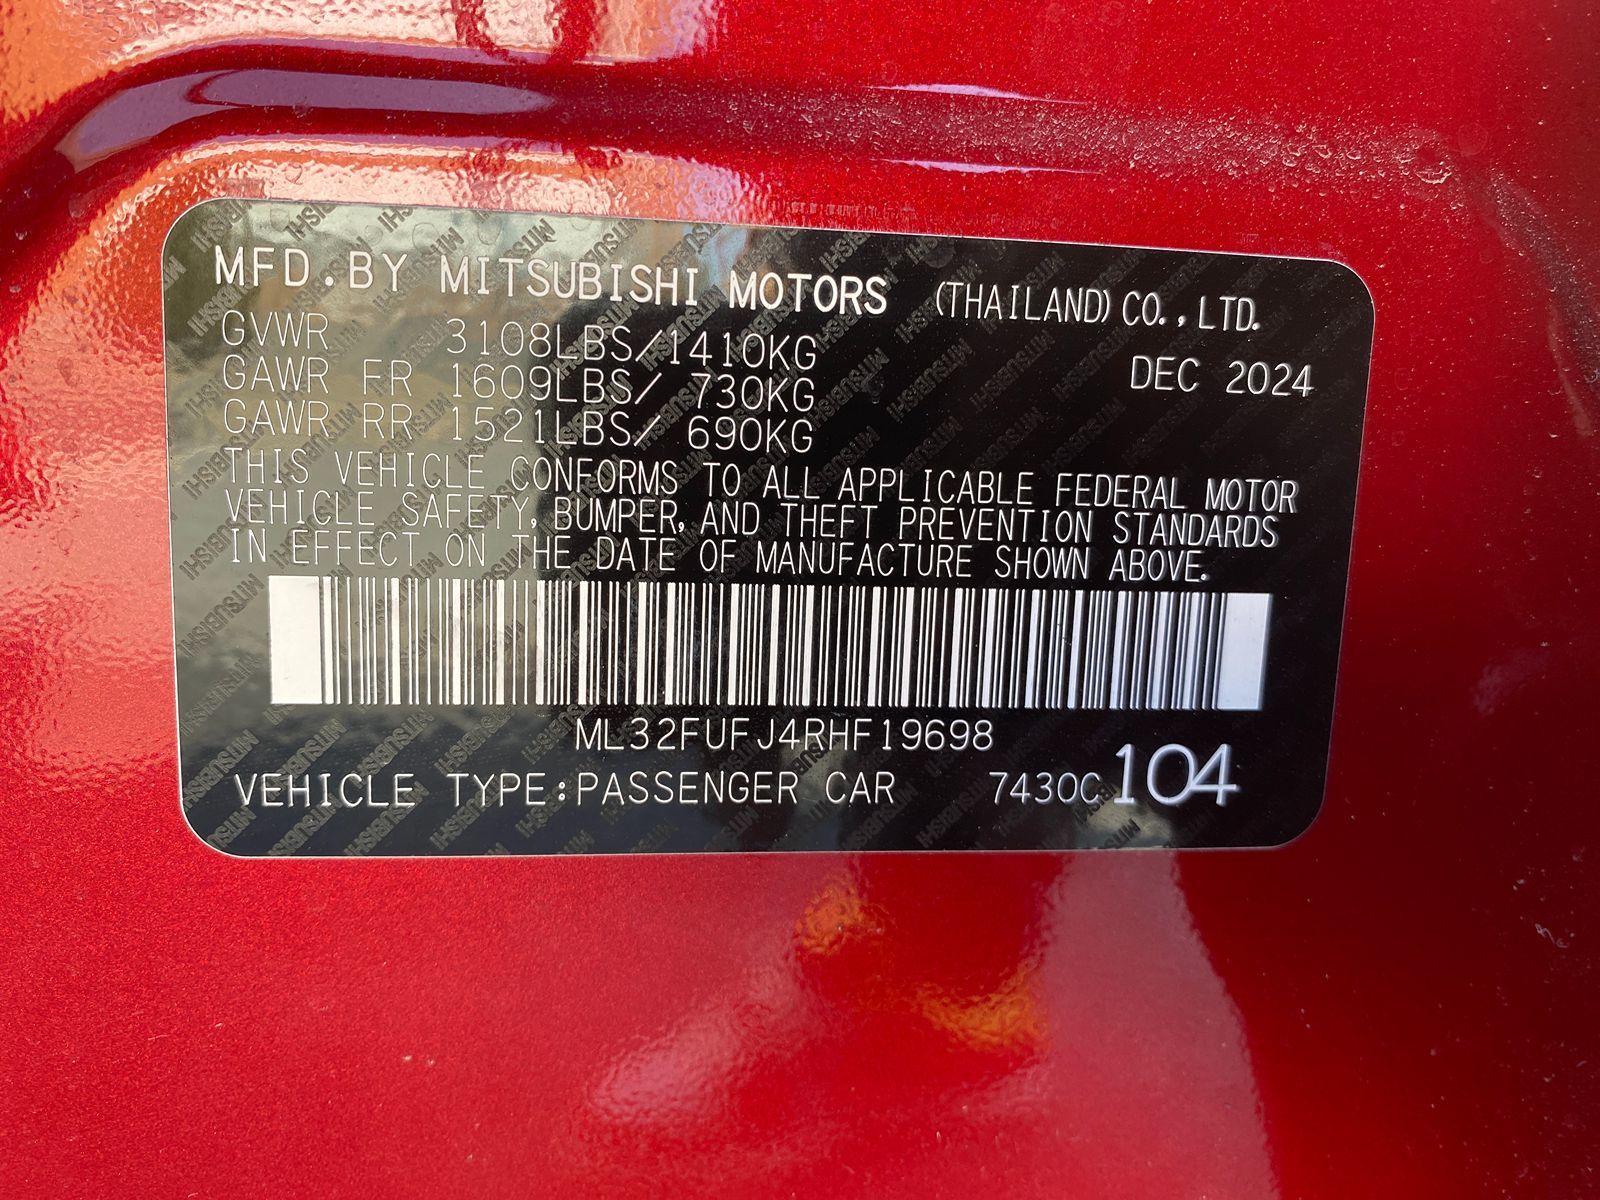 MFD.BY MITSUBISHI MOTORS (THAILAND) CO., LTD.
GVWR 3108LBS/1410KG DEC 2024
GAWR FR 1609LBS/ 730KG
GAWR RR 1521LBS/ 690KG
THIS VEHICLE CONFORMS TO ALL APPLICABLE FEDERAL MOTOR
VEHICLE SAFETY, BUMPER, AND THEFT PREVENTION STANDARDS
IN EFFECT ON THE DATE OF MANUFACTURE SHOWN ABOVE.
ML32FUFJ4RHF19698
VEHICLE TYPE:PASSENGER CAR 7430C104